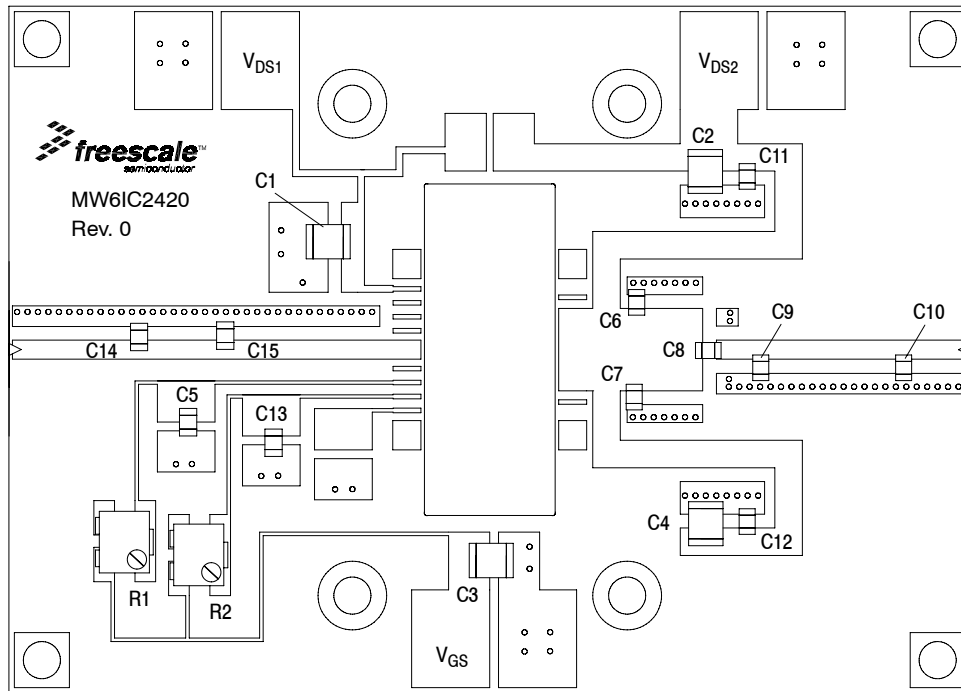 VDS1
VDS2
C2
C11
freescale™
semiconductor
C1
MW6IC2420
Rev. 0
C6
C9
C10
C14
C15
C8
C7
C5
C13
C4
C12
R1
R2
C3
VGS